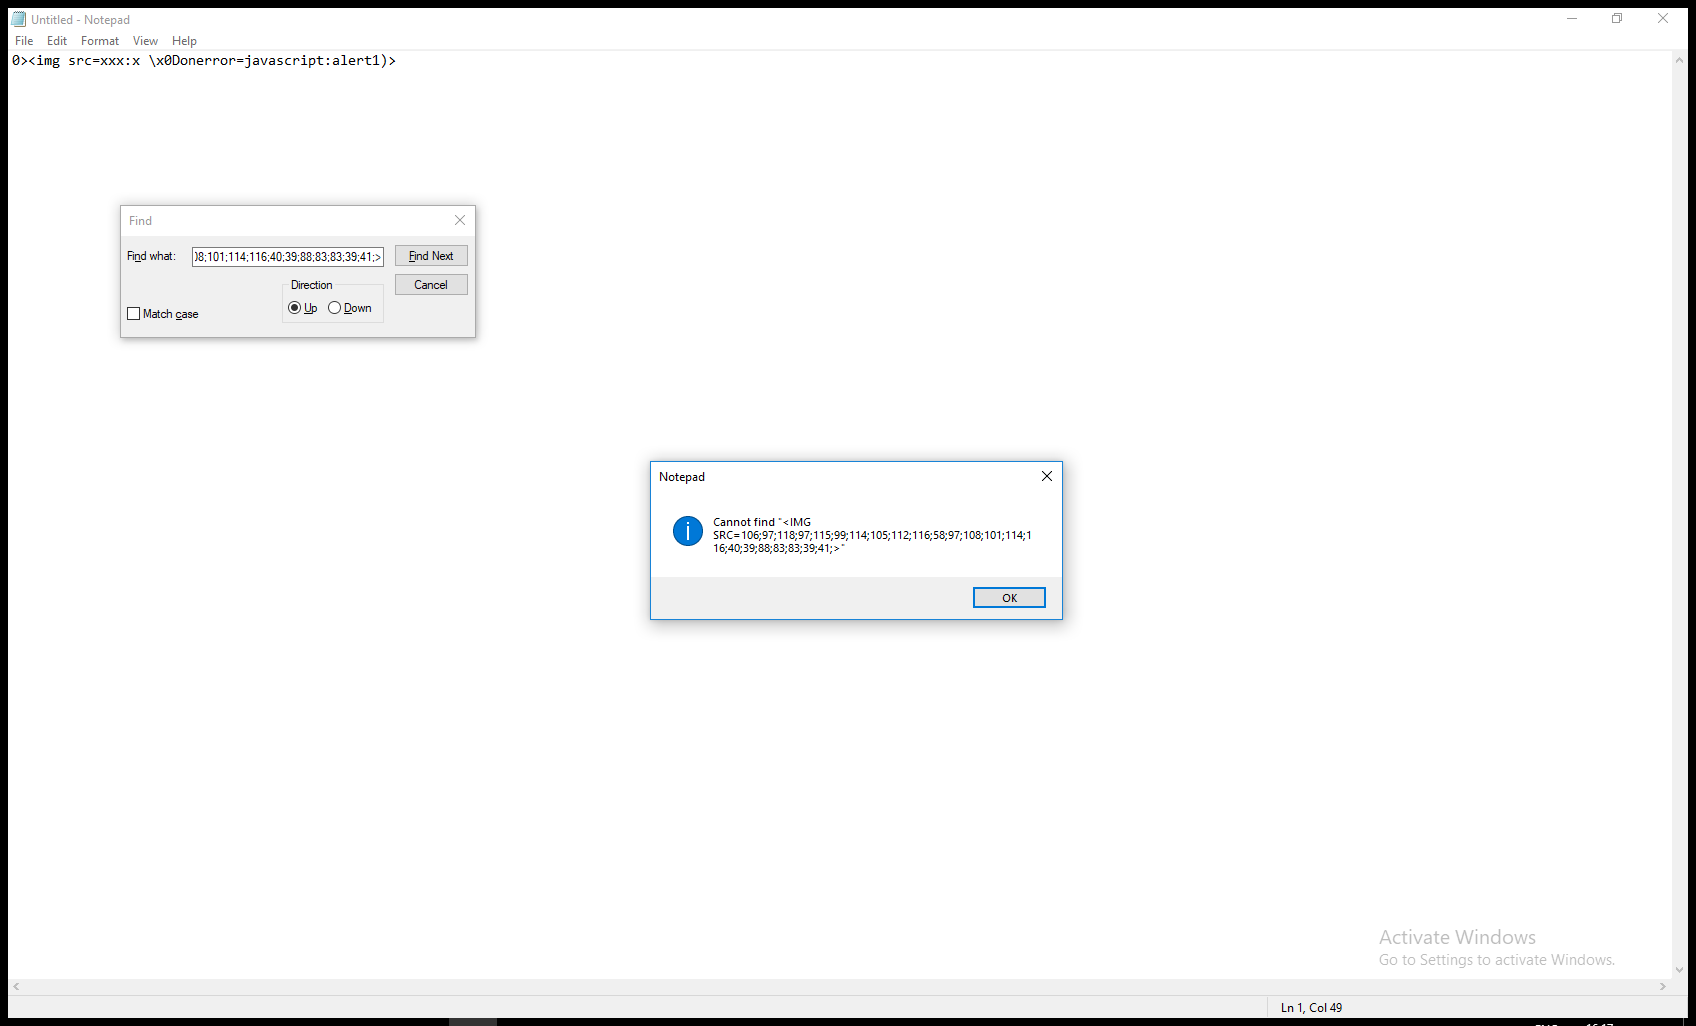 Untitled - Notepad
File Edit Format View Help
0><img src=xxx:x \x0Donerror=javascript:alert1)>
Find
Find what: 08;101;114;116;40;39;88;83;83;39;41;> Find Next
Direction Cancel
Up Down
Match case
Notepad
Cannot find "<IMG
SRC=106;97;118;97;115;99;114;105;112;116;58;97;108;101;114;1
16;40;39;88;83;83;39;41;>"
OK
Activate Windows
Go to Settings to activate Windows.
Ln 1, Col 49